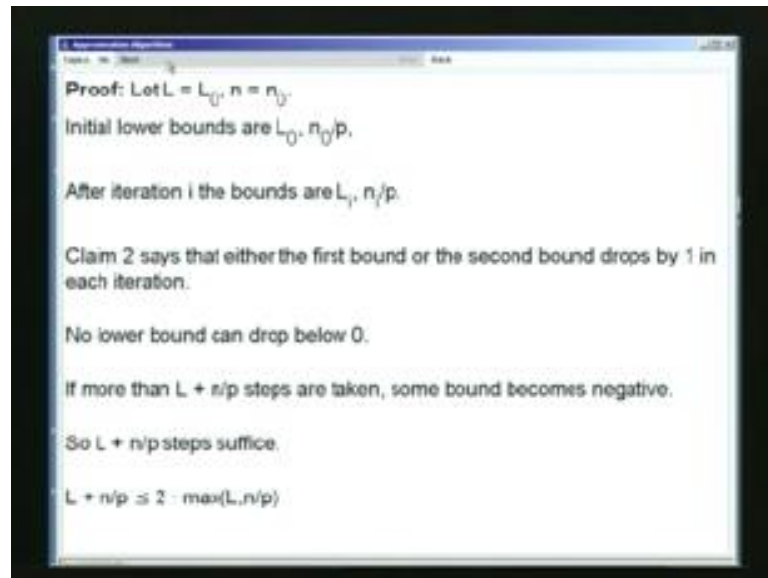 Approximation Algorithms
Back
Proof: Let L = L₀, n = n₀.
Initial lower bounds are L₀, n₀/p,
After iteration i the bounds are Lᵢ, nᵢ/p.
Claim 2 says that either the first bound or the second bound drops by 1 in
each iteration.
No lower bound can drop below 0.
If more than L + n/p steps are taken, some bound becomes negative.
So L + n/p steps suffice.
L + n/p ≤ 2 · max(L,n/p)